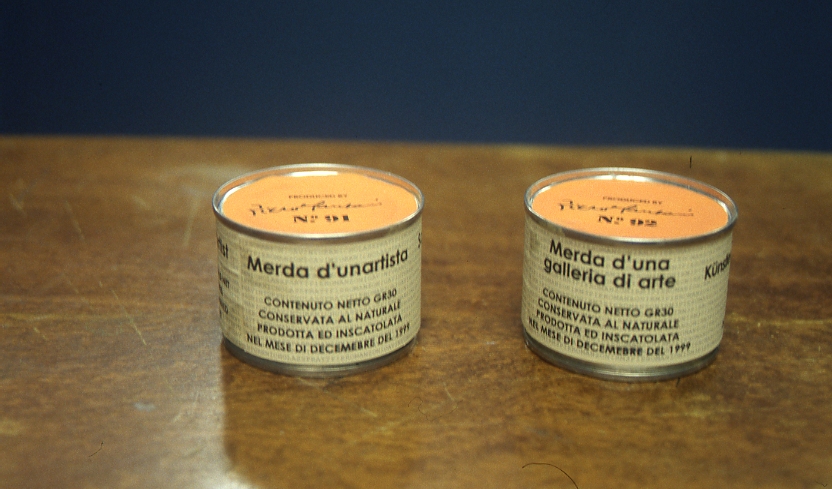 PRODUCED BY
Nº 91
Merda d'unartista
CONTENUTO NETTO GR30
CONSERVATA AL NATURALE
PRODOTTA ED INSCATOLATA
NEL MESE DI DECEMEBRE DEL 1999
PRODUCED BY
Nº 92
Merda d'una
galleria di arte
CONTENUTO NETTO GR30
CONSERVATA AL NATURALE
PRODOTTA ED INSCATOLATA
NEL MESE DI DECEMEBRE DEL 1999